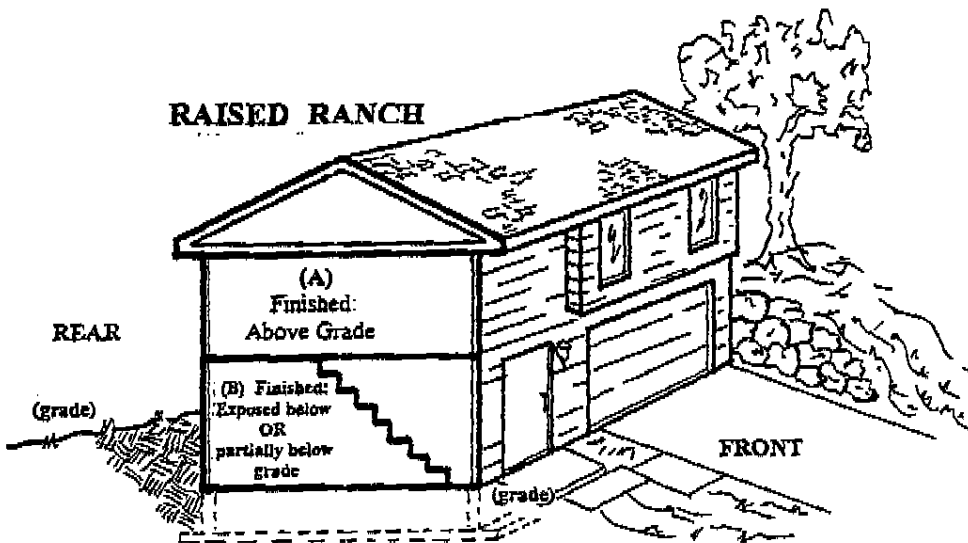 RAISED RANCH
(A)
Finished:
Above Grade
REAR
(B) Finished:
Exposed below
OR
partially below
grade
(grade)
FRONT
(grade)